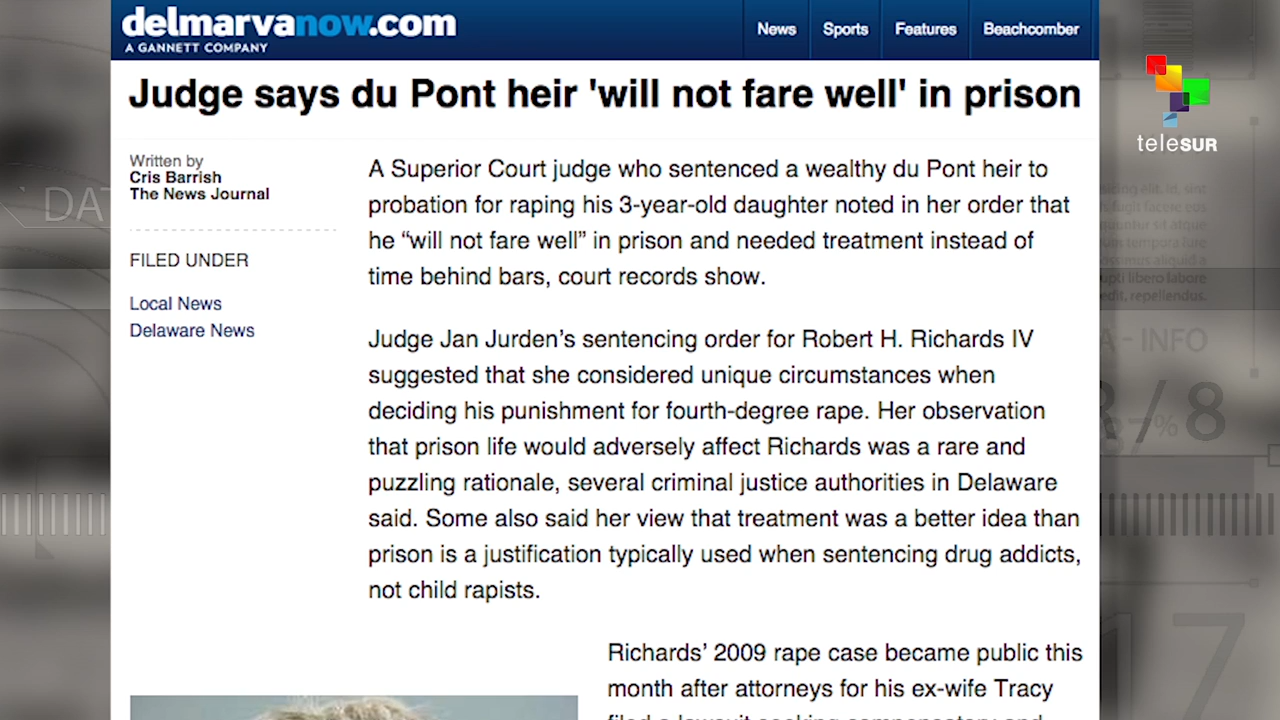 delmarvanow.com
A GANNETT COMPANY
News
Sports
Features
Beachcomber
Judge says du Pont heir 'will not fare well' in prison
teleSUR
Written by
Cris Barrish
The News Journal
FILED UNDER
Local News
Delaware News
A Superior Court judge who sentenced a wealthy du Pont heir to
probation for raping his 3-year-old daughter noted in her order that
he “will not fare well” in prison and needed treatment instead of
time behind bars, court records show.
Judge Jan Jurden’s sentencing order for Robert H. Richards IV
suggested that she considered unique circumstances when
deciding his punishment for fourth-degree rape. Her observation
that prison life would adversely affect Richards was a rare and
puzzling rationale, several criminal justice authorities in Delaware
said. Some also said her view that treatment was a better idea than
prison is a justification typically used when sentencing drug addicts,
not child rapists.
Richards’ 2009 rape case became public this
month after attorneys for his ex-wife Tracy
DATA
A - INFO
/ 8
17